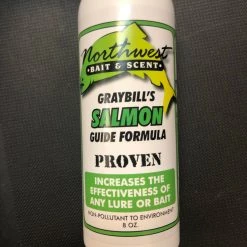 Northwest
• BAIT & SCENT •
GRAYBILL'S
SALMON
GUIDE FORMULA
PROVEN
INCREASES THE
EFFECTIVENESS OF
ANY LURE OR BAIT
NON-POLLUTANT TO ENVIRONMENT
8 OZ.